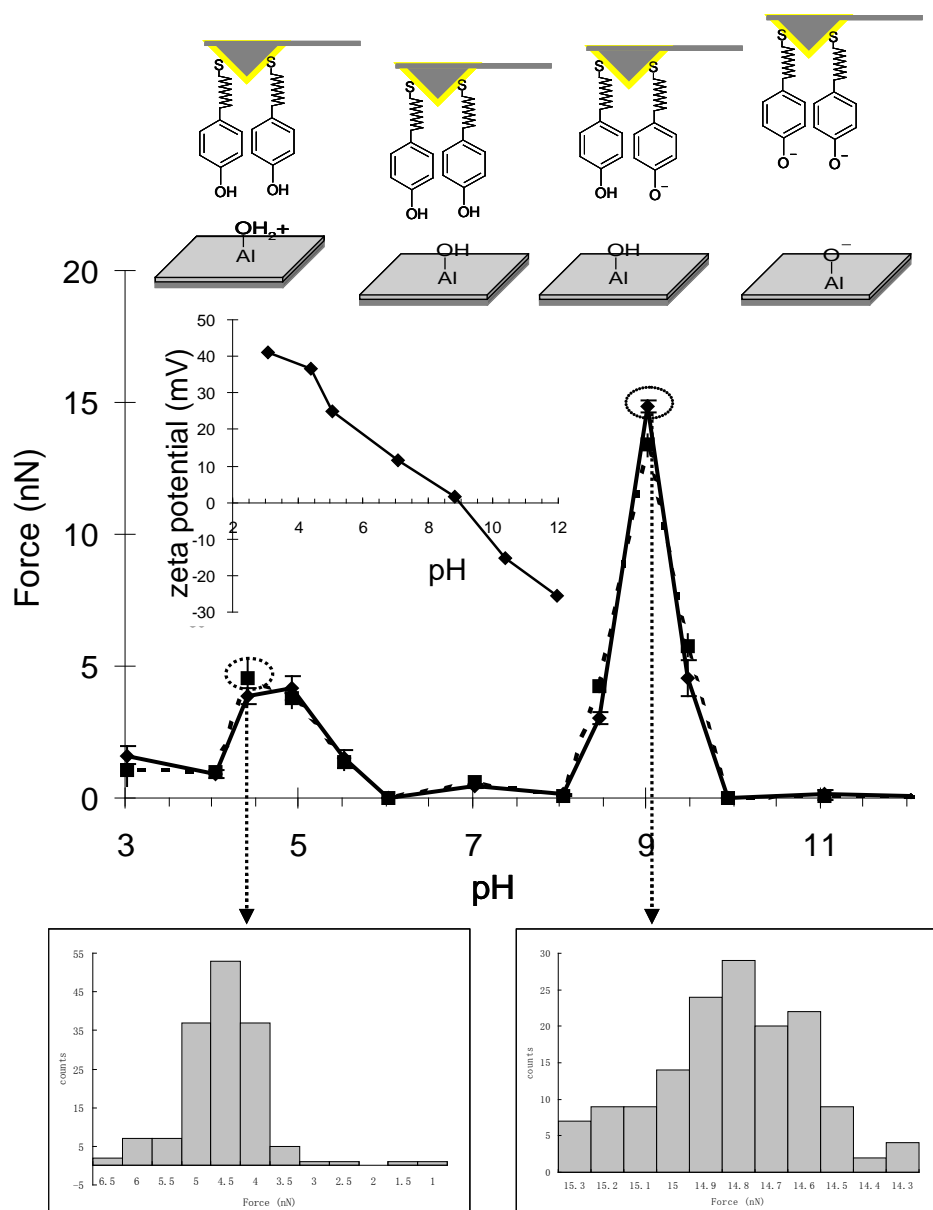 S S
S S
S S
S S
OH OH
OH OH
OH O−
O− O−
OH2+
Al
OH
Al
OH
Al
O−
Al
20
15
10
5
0
Force (nN)
3 5 7 9 11
pH
50
40
30
20
10
0
-10
-20
-30
zeta potential (mV)
2 4 6 8 10 12
pH
55
45
35
25
15
5
-5
counts
6.5 6 5.5 5 4.5 4 3.5 3 2.5 2 1.5 1
Force (nN)
30
25
20
15
10
5
0
counts
15.3 15.2 15.1 15 14.9 14.8 14.7 14.6 14.5 14.4 14.3
Force (nN)